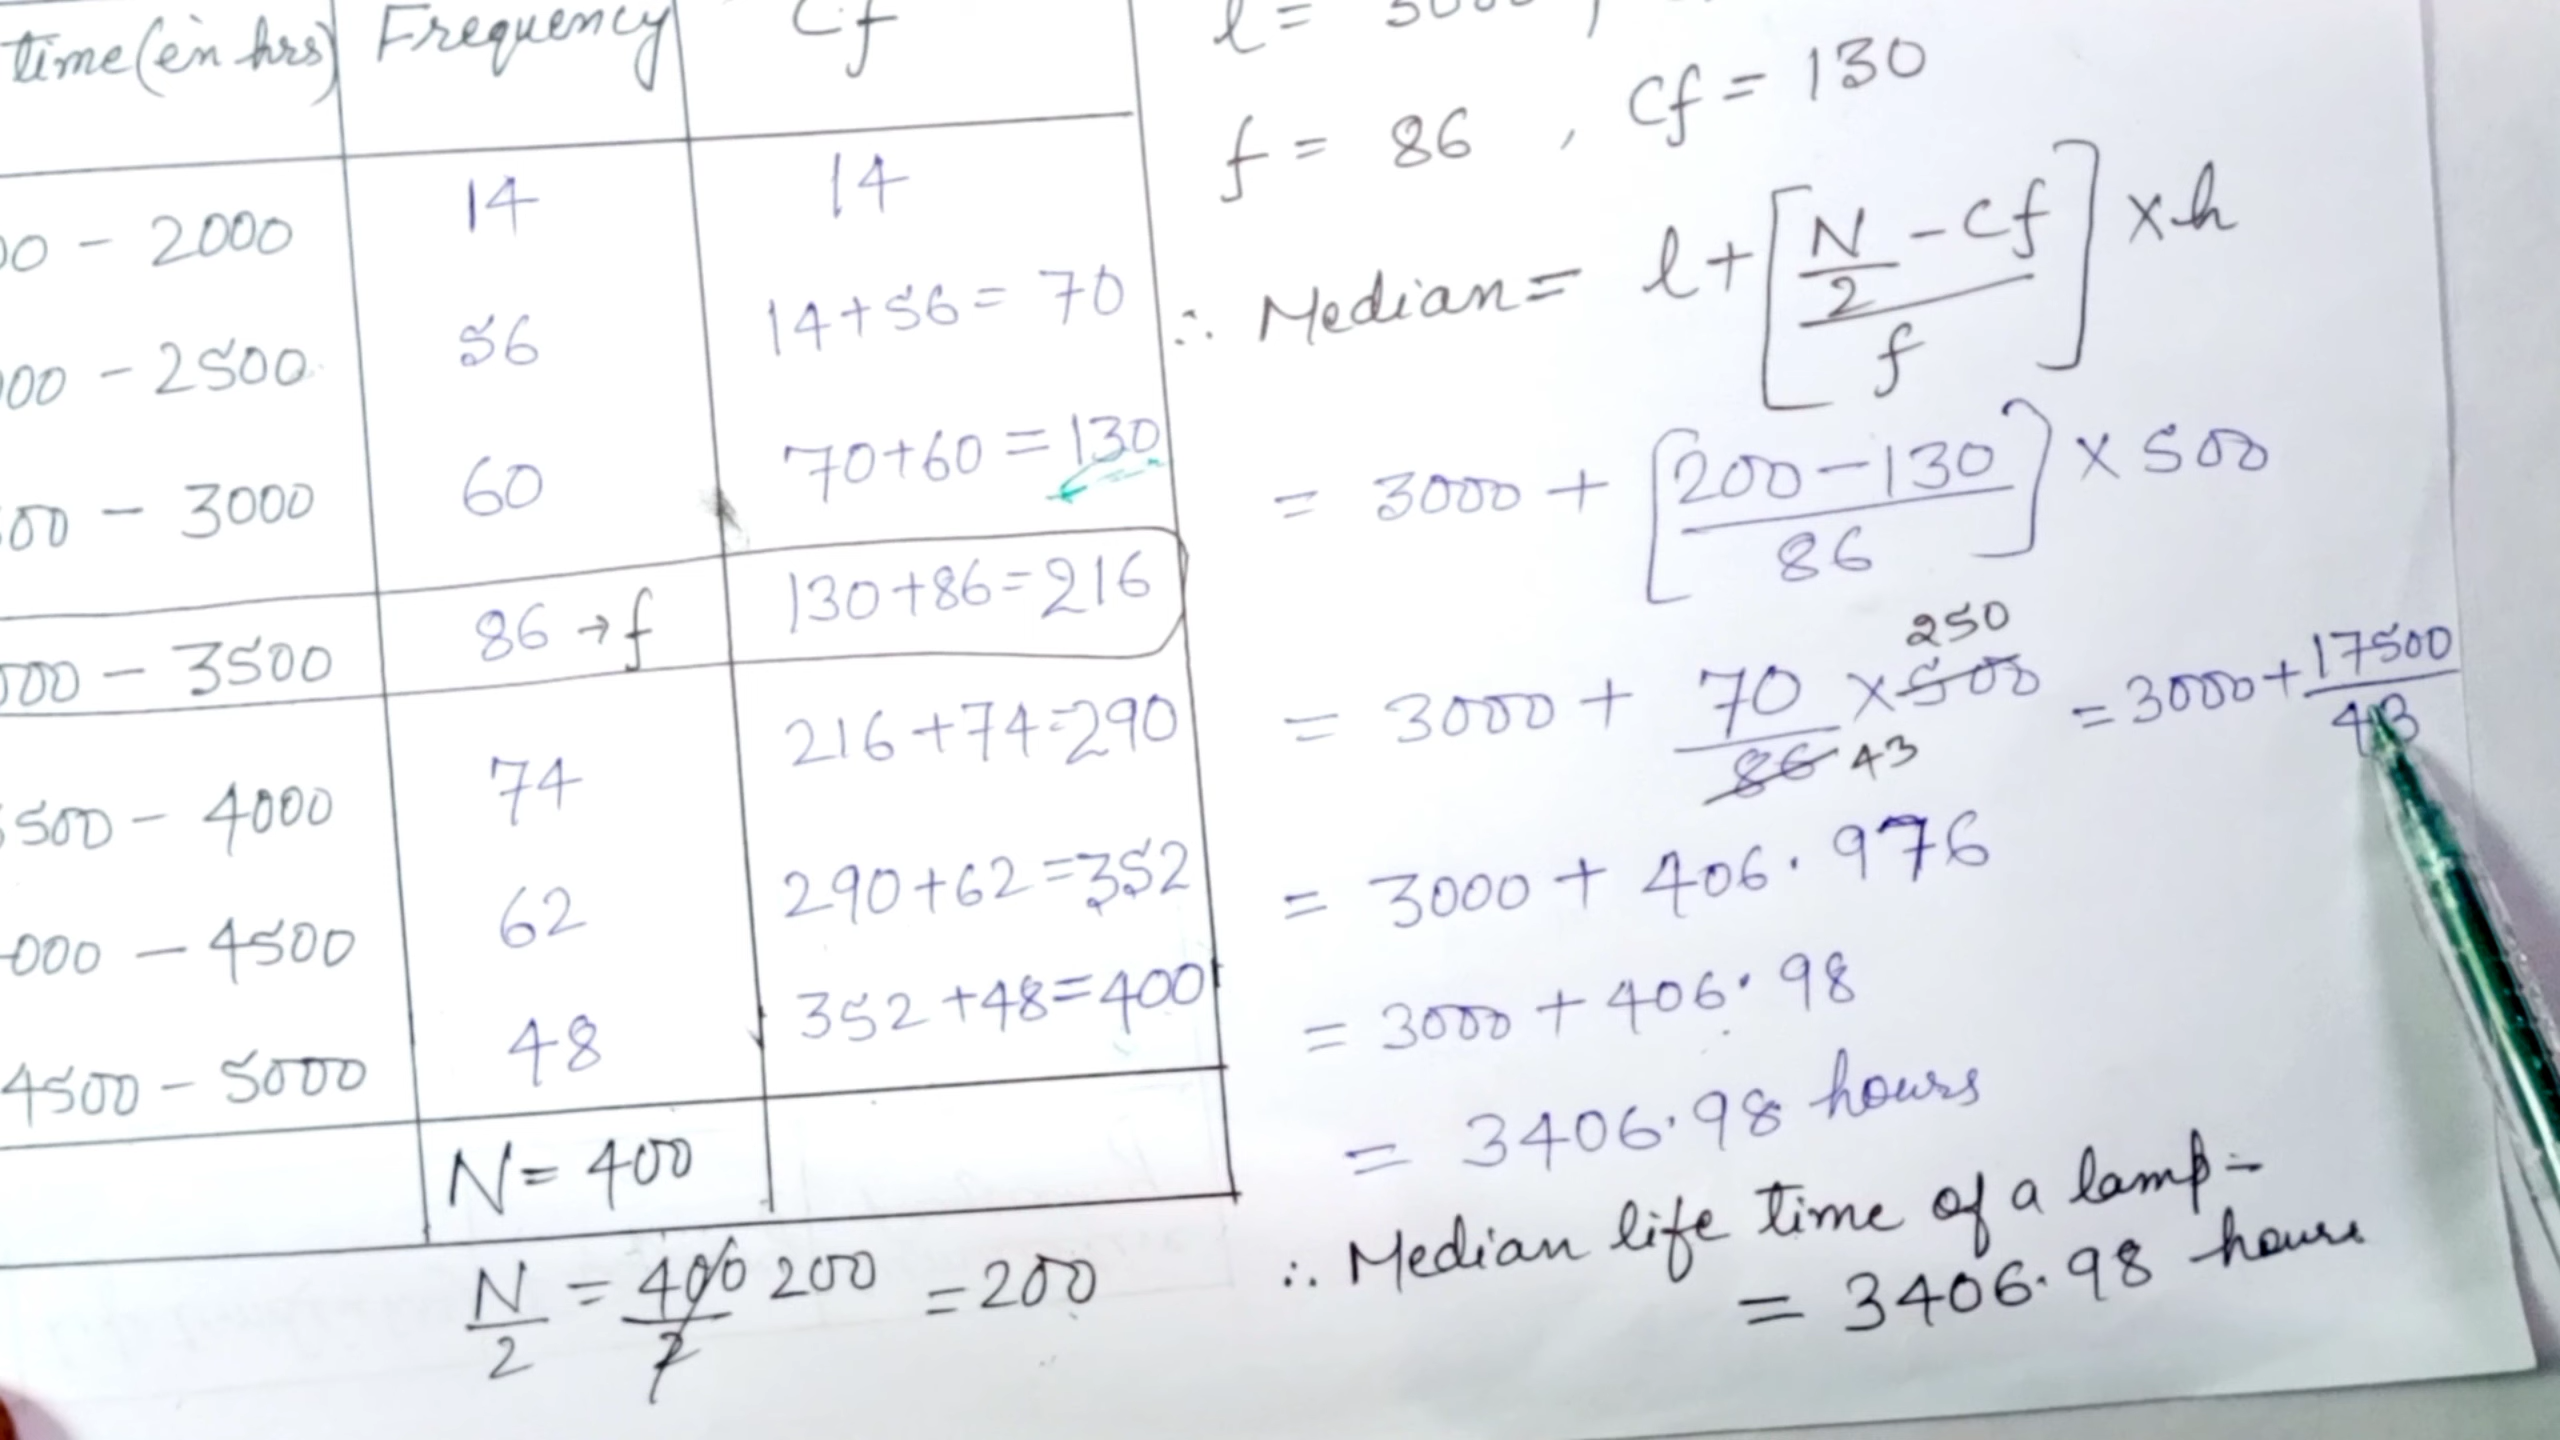 time (in hrs) Frequency Cf
00 - 2000 14 14
000 - 2500 56 14+56= 70
500 - 3000 60 70+60 = 130
000 - 3500 86 → f 130+86=216
3500 - 4000 74 216+74=290
4000 - 4500 62 290+62=352
4500 - 5000 48 352+48=400
N= 400
N/2 = 400/2 200 = 200
l =
f = 86 , Cf = 130
∴ Median = l + [(N/2 - Cf)/f] × h
= 3000 + [(200-130)/86] × 500
= 3000 + 70/86 43 × 500 250 = 3000 + 17500/43
= 3000 + 406.976
= 3000 + 406.98
= 3406.98 hours
∴ Median life time of a lamp =
= 3406.98 hours